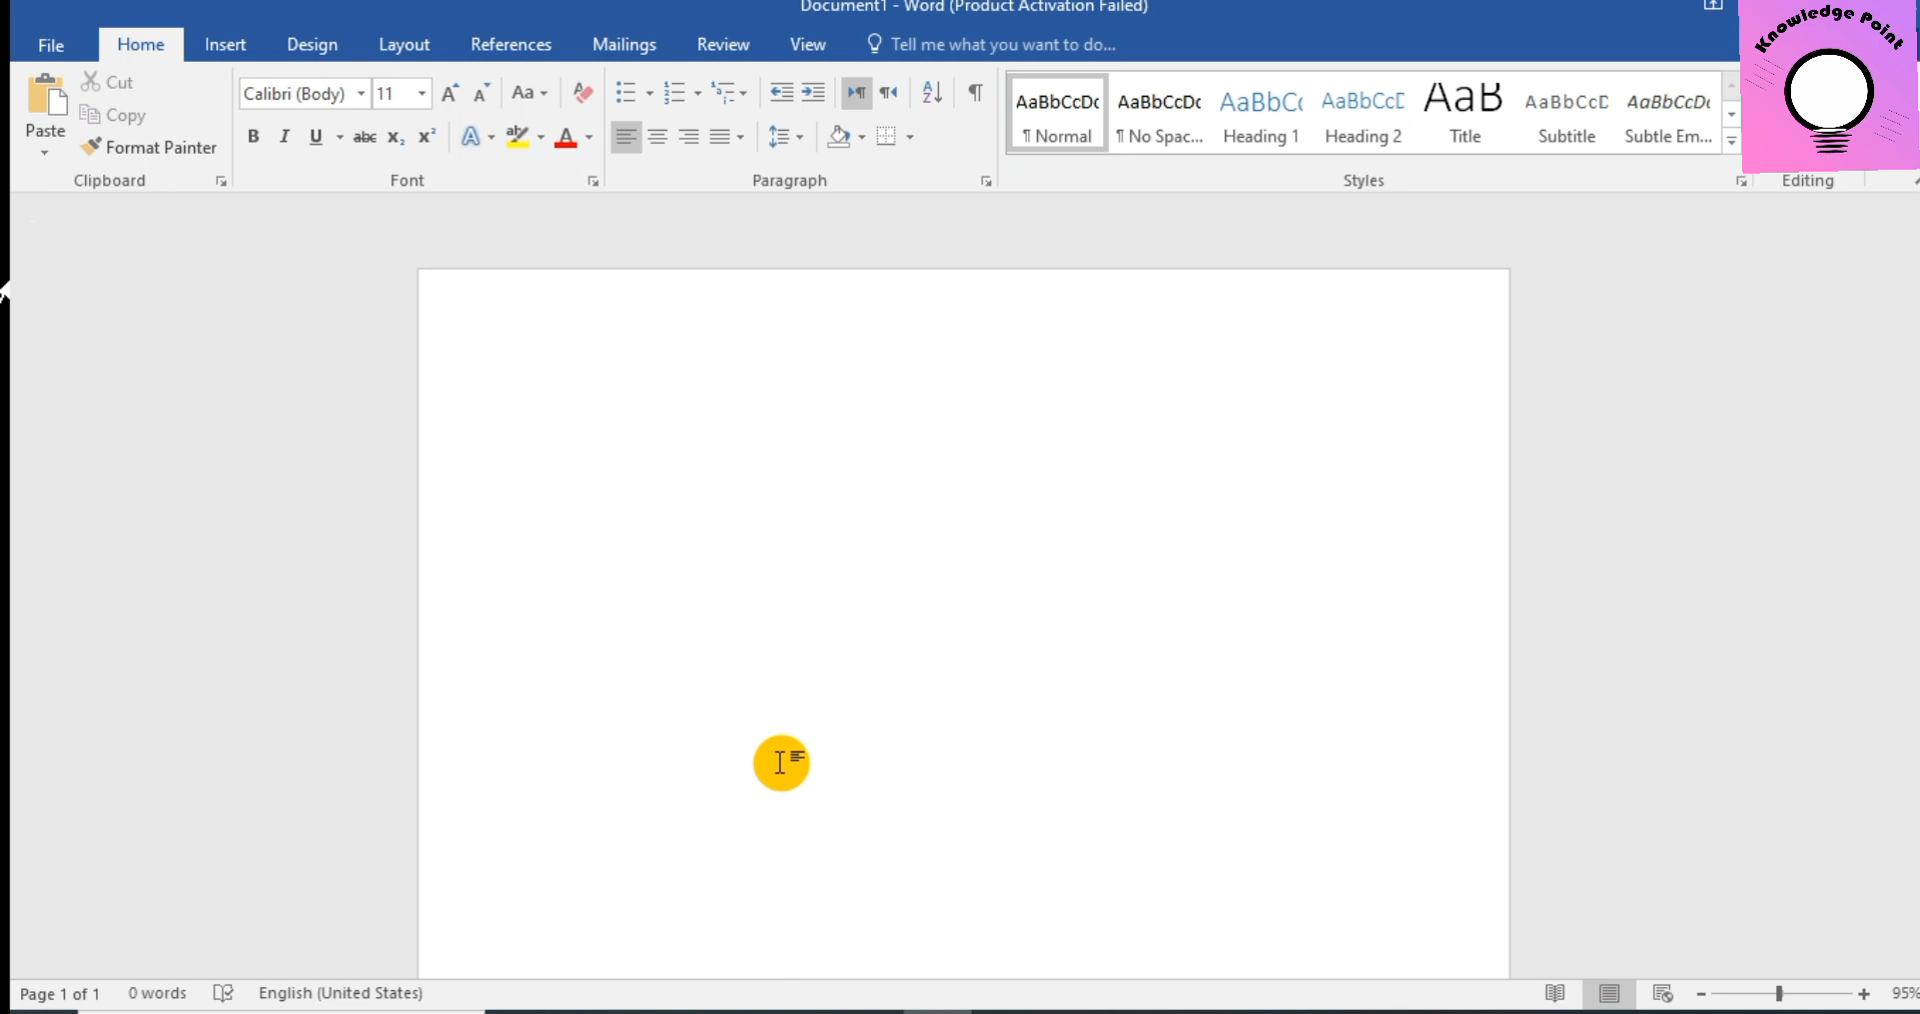 Document1 - Word (Product Activation Failed)
Knowledge Point
File Home Insert Design Layout References Mailings Review View Tell me what you want to do...
Paste
Cut
Copy
Format Painter
Clipboard
Calibri (Body) 11
Aa
B I U abc X₂ X²
A aby A
Font
A Z
¶
Paragraph
AaBbCcDc AaBbCcDc AaBbCc AaBbCcD AaB AaBbCcD AaBbCcDc
¶ Normal ¶ No Spac... Heading 1 Heading 2 Title Subtitle Subtle Em...
Styles
Editing
Page 1 of 1 0 words English (United States) 95%